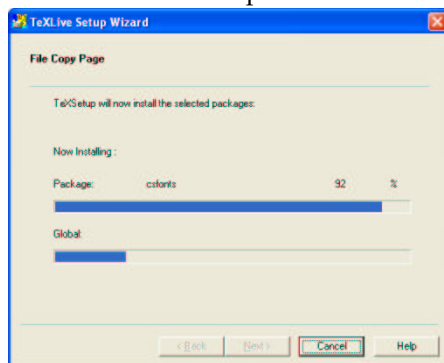 TeXLive Setup Wizard
File Copy Page
TeXSetup will now install the selected packages:
Now Installing :
Package: csfonts 92 %
Global:
< Back Next > Cancel Help